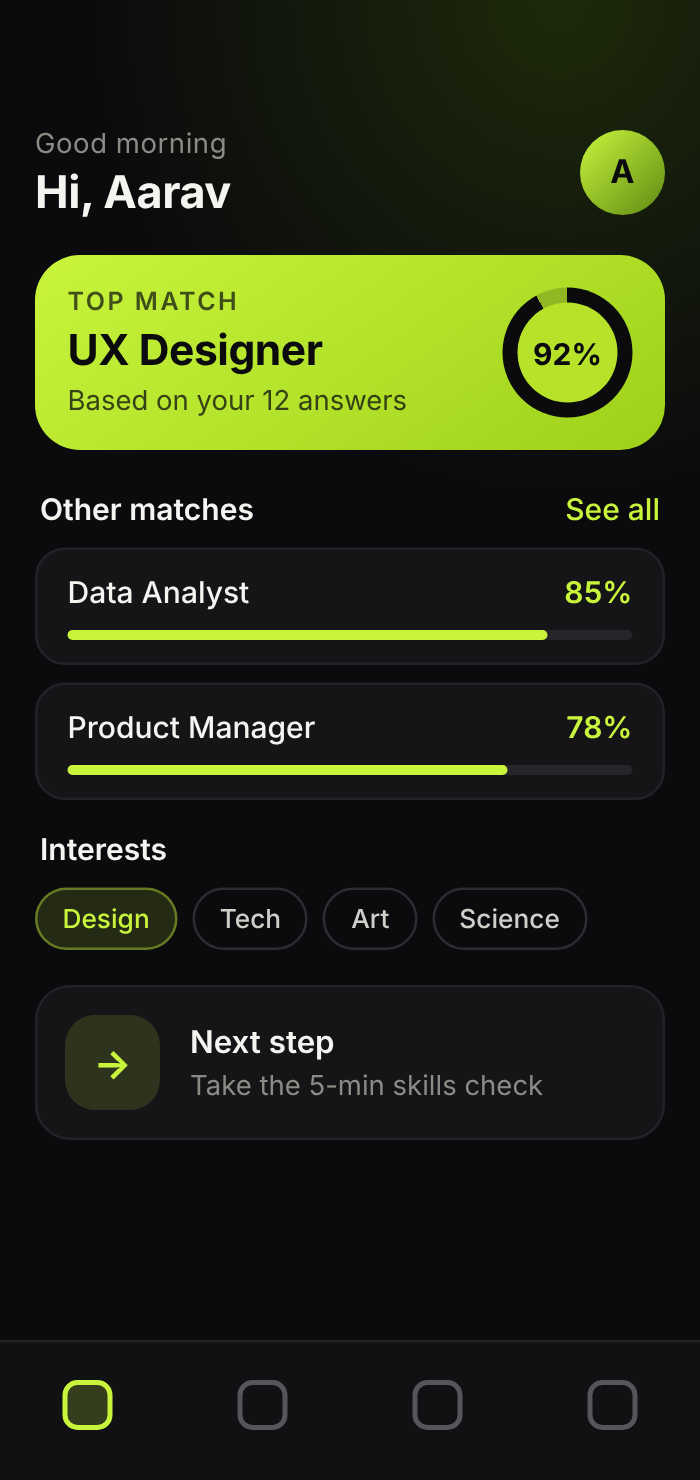 Good morning
Hi, Aarav
A
TOP MATCH
UX Designer
Based on your 12 answers
92%
Other matches
See all
Data Analyst
85%
Product Manager
78%
Interests
Design
Tech
Art
Science
→
Next step
Take the 5-min skills check